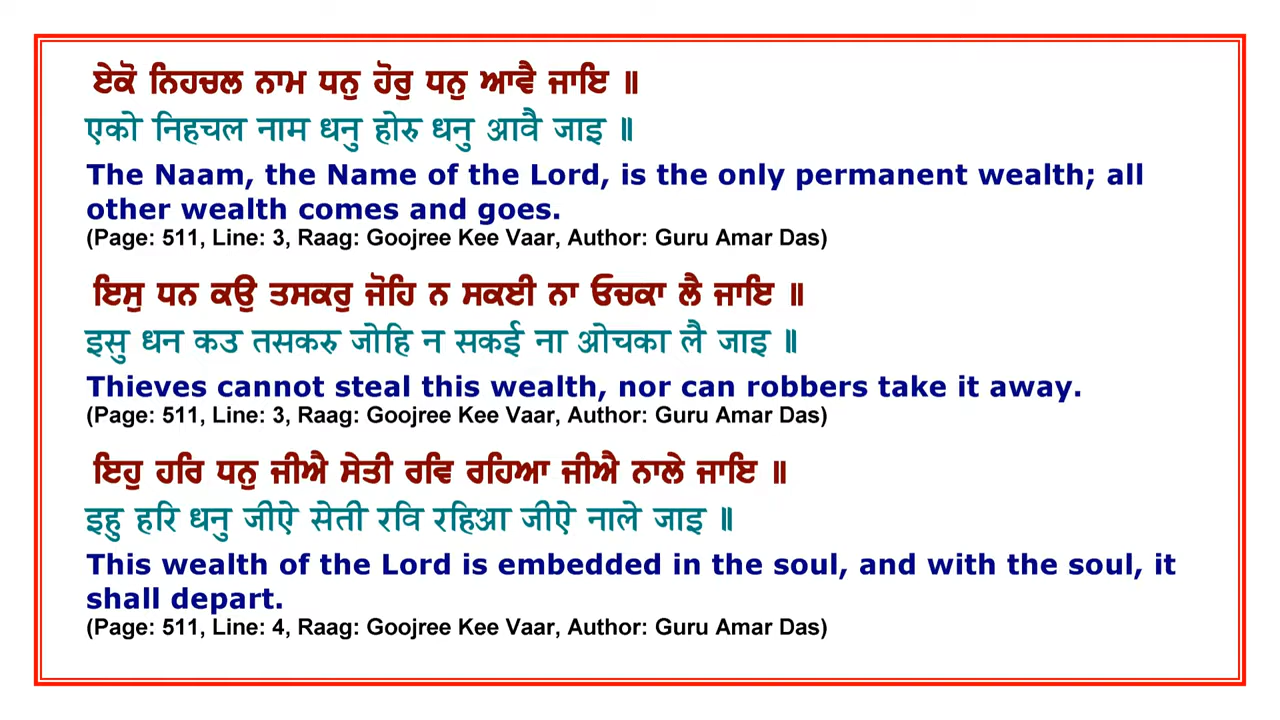 ਏਕੋ ਨਿਹਚਲ ਨਾਮ ਧਨੁ ਹੋਰੁ ਧਨੁ ਆਵੈ ਜਾਇ ॥
एको निहचल नाम धनु होरु धनु आवै जाइ ॥
The Naam, the Name of the Lord, is the only permanent wealth; all
other wealth comes and goes.
(Page: 511, Line: 3, Raag: Goojree Kee Vaar, Author: Guru Amar Das)
ਇਸੁ ਧਨ ਕਉ ਤਸਕਰੁ ਜੋਹਿ ਨ ਸਕਈ ਨਾ ਓਚਕਾ ਲੈ ਜਾਇ ॥
इसु धन कउ तसकरु जोहि न सकई ना ओचका लै जाइ ॥
Thieves cannot steal this wealth, nor can robbers take it away.
(Page: 511, Line: 3, Raag: Goojree Kee Vaar, Author: Guru Amar Das)
ਇਹੁ ਹਰਿ ਧਨੁ ਜੀਐ ਸੇਤੀ ਰਵਿ ਰਹਿਆ ਜੀਐ ਨਾਲੇ ਜਾਇ ॥
इहु हरि धनु जीऐ सेती रवि रहिआ जीऐ नाले जाइ ॥
This wealth of the Lord is embedded in the soul, and with the soul, it
shall depart.
(Page: 511, Line: 4, Raag: Goojree Kee Vaar, Author: Guru Amar Das)